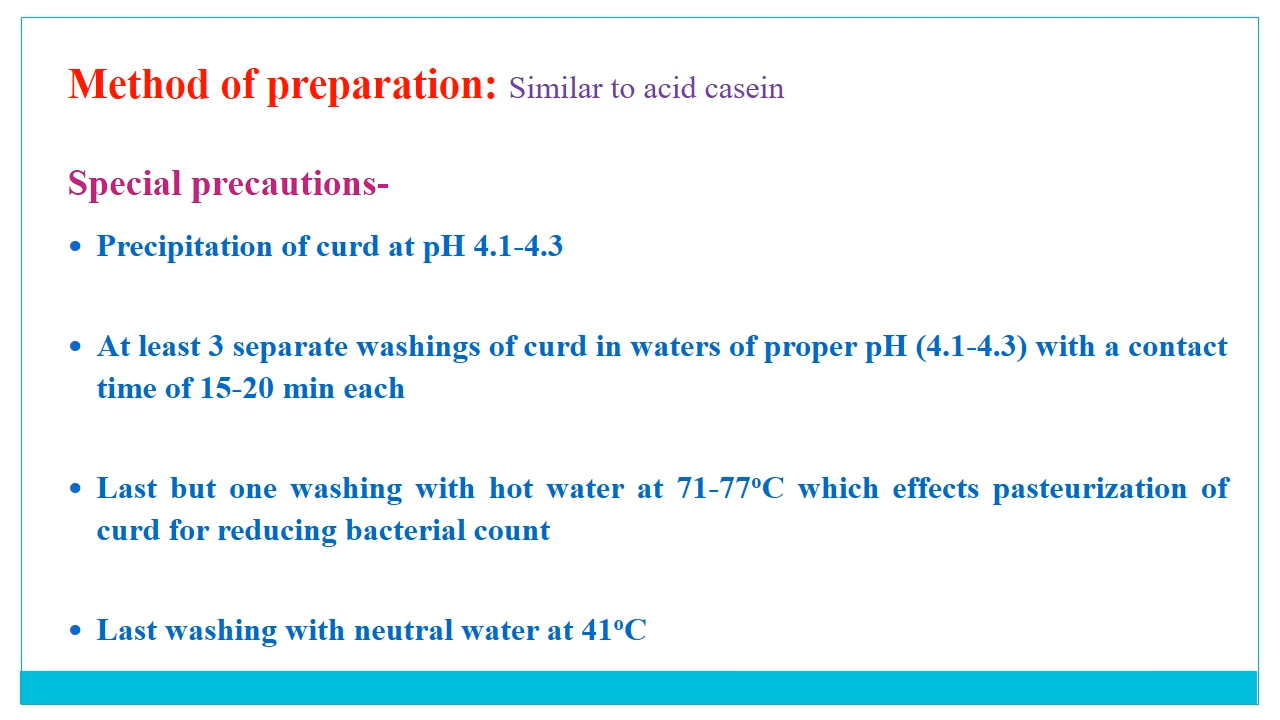 Method of preparation: Similar to acid casein
Special precautions-
• Precipitation of curd at pH 4.1-4.3
• At least 3 separate washings of curd in waters of proper pH (4.1-4.3) with a contact
time of 15-20 min each
• Last but one washing with hot water at 71-77ºC which effects pasteurization of
curd for reducing bacterial count
• Last washing with neutral water at 41ºC